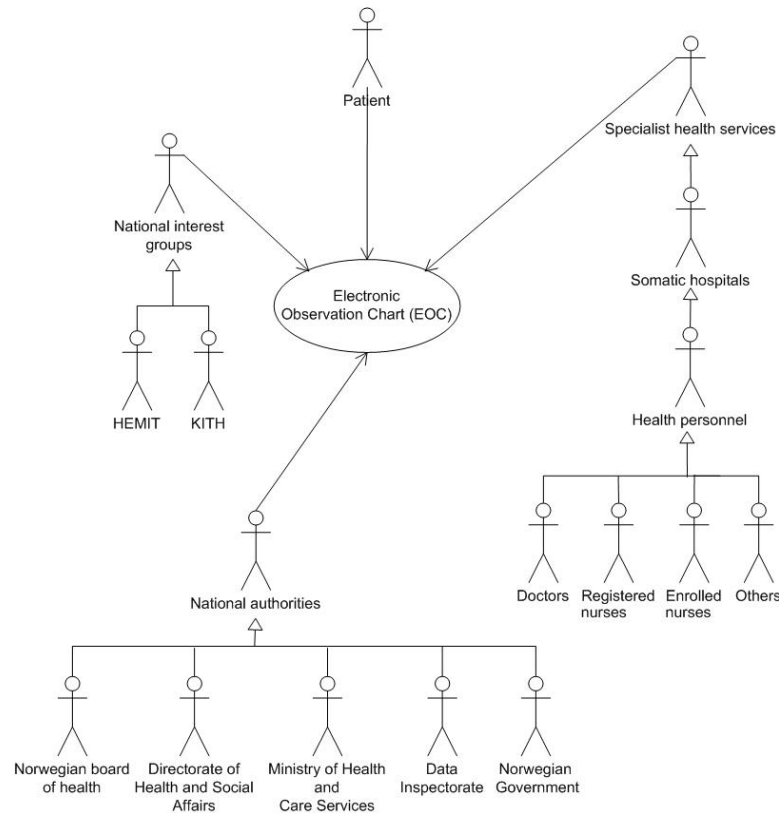 Patient
Specialist health services
National interest
groups
Somatic hospitals
Electronic
Observation Chart (EOC)
HEMIT
KITH
Health personnel
Doctors
Registered
nurses
Enrolled
nurses
Others
National authorities
Norwegian board
of health
Directorate of
Health and Social
Affairs
Ministry of Health
and
Care Services
Data
Inspectorate
Norwegian
Government